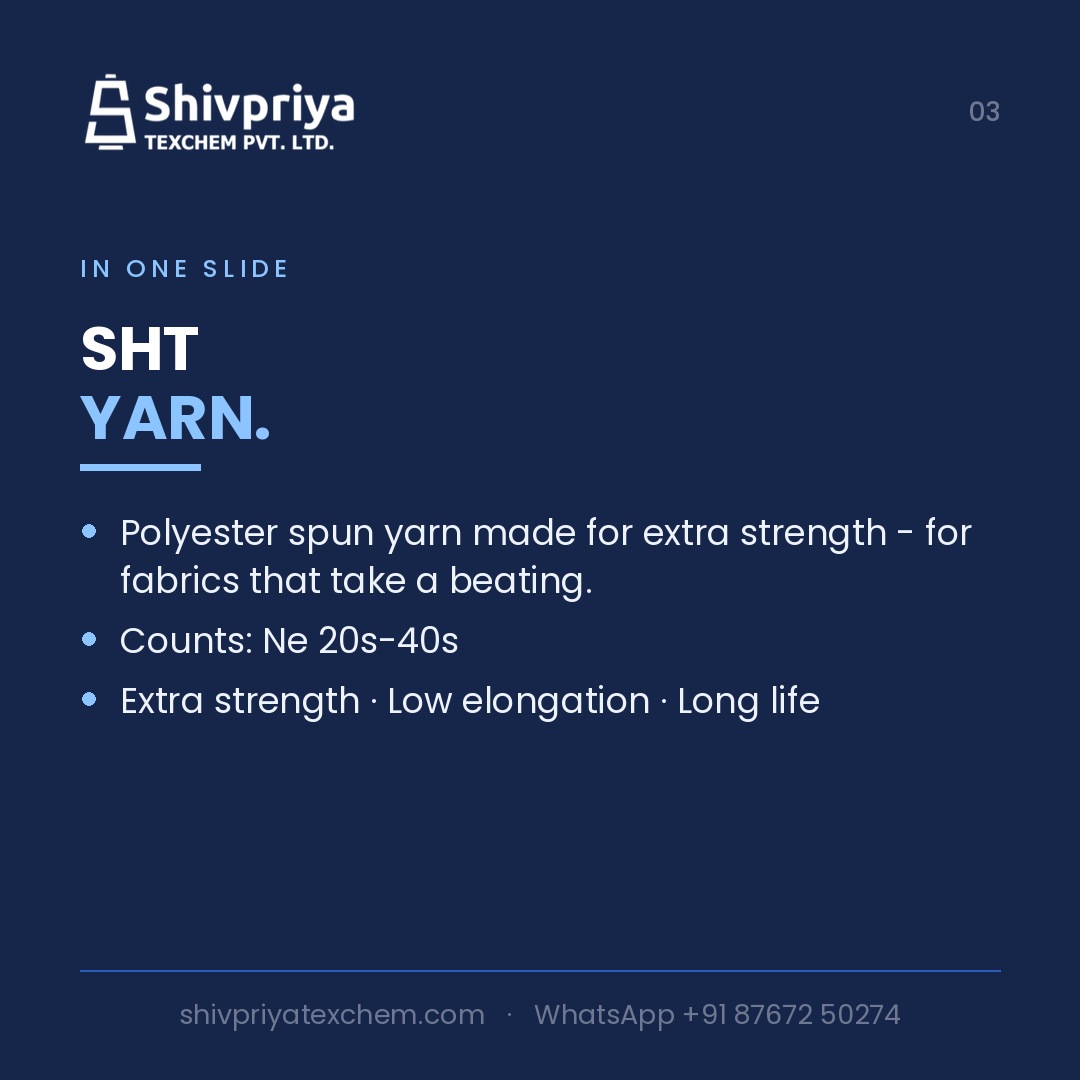 Shivpriya
TEXCHEM PVT. LTD.
03
IN ONE SLIDE
SHT
YARN.
• Polyester spun yarn made for extra strength - for
fabrics that take a beating.
• Counts: Ne 20s-40s
• Extra strength · Low elongation · Long life
shivpriyatexchem.com · WhatsApp +91 87672 50274